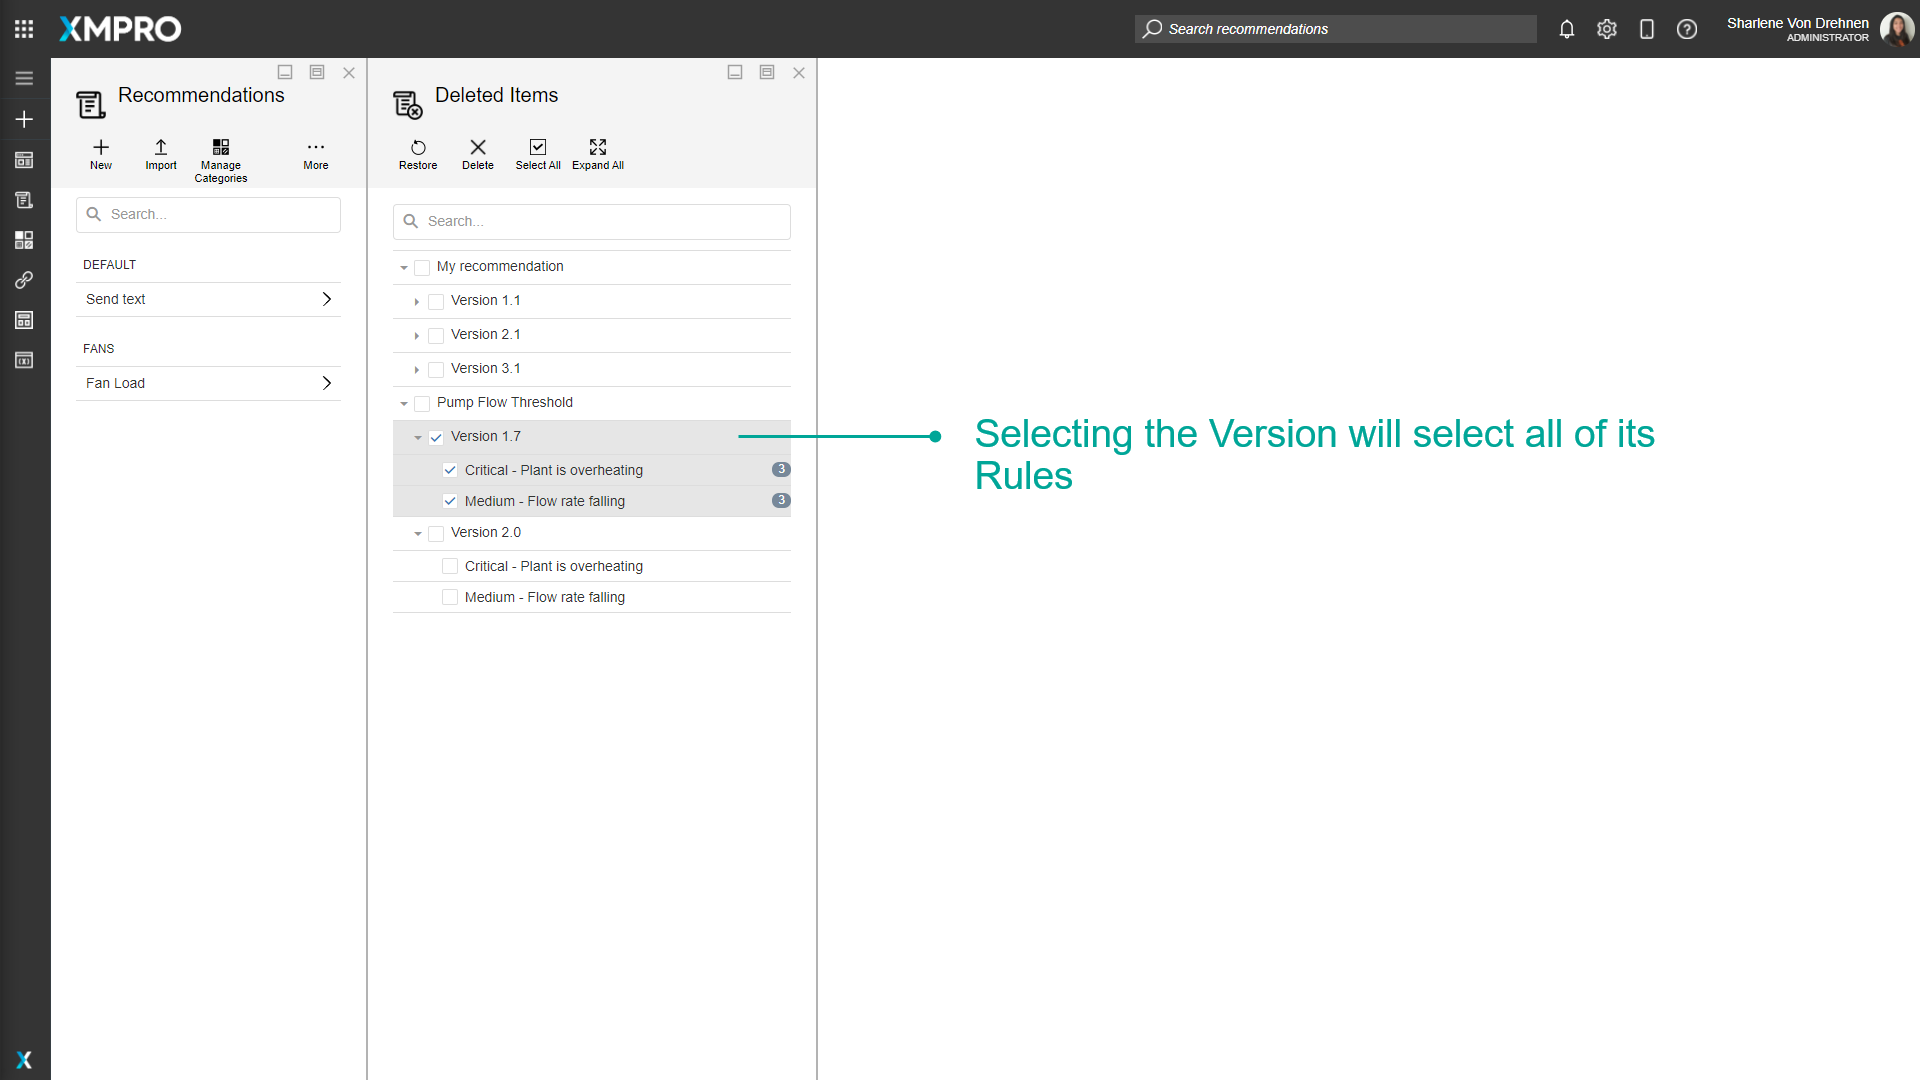 XMPRO
Search recommendations
Sharlene Von Drehnen
ADMINISTRATOR
Recommendations
New
Import
Manage
Categories
More
Search...
DEFAULT
Send text
FANS
Fan Load
Deleted Items
Restore
Delete
Select All
Expand All
Search...
My recommendation
Version 1.1
Version 2.1
Version 3.1
Pump Flow Threshold
Version 1.7
Critical - Plant is overheating 3
Medium - Flow rate falling 3
Version 2.0
Critical - Plant is overheating
Medium - Flow rate falling
Selecting the Version will select all of its
Rules